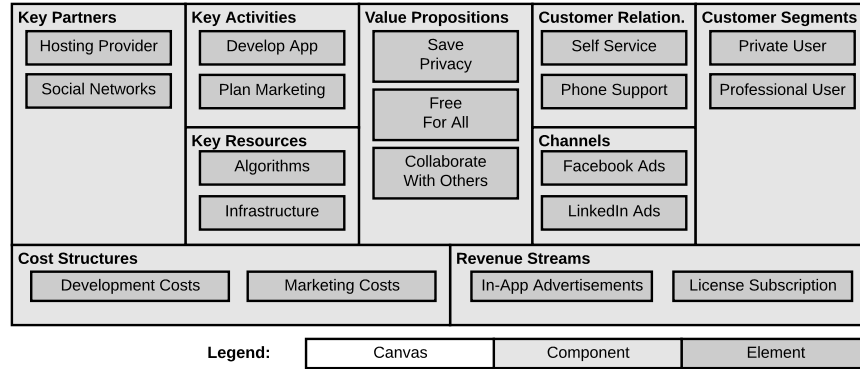 Key Partners
Hosting Provider
Social Networks
Key Activities
Develop App
Plan Marketing
Key Resources
Algorithms
Infrastructure
Value Propositions
Save
Privacy
Free
For All
Collaborate
With Others
Customer Relation.
Self Service
Phone Support
Channels
Facebook Ads
LinkedIn Ads
Customer Segments
Private User
Professional User
Cost Structures
Development Costs
Marketing Costs
Revenue Streams
In-App Advertisements
License Subscription
Legend:
Canvas
Component
Element